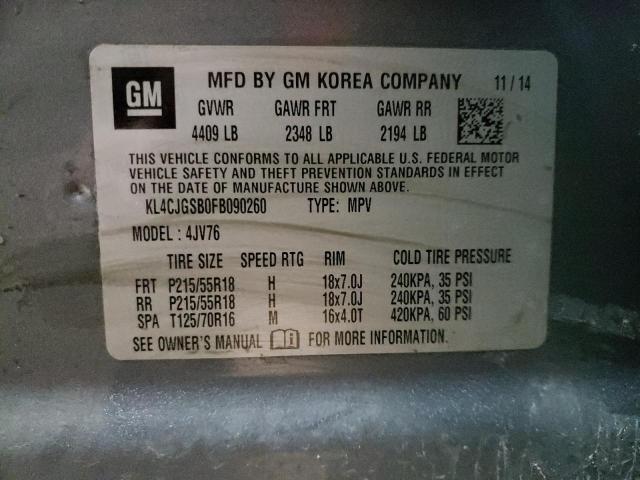 GM MFD BY GM KOREA COMPANY 11 / 14
GVWR GAWR FRT GAWR RR
4409 LB 2348 LB 2194 LB
THIS VEHICLE CONFORMS TO ALL APPLICABLE U.S. FEDERAL MOTOR
VEHICLE SAFETY AND THEFT PREVENTION STANDARDS IN EFFECT
ON THE DATE OF MANUFACTURE SHOWN ABOVE.
KL4CJGSB0FB090260 TYPE: MPV
MODEL : 4JV76
TIRE SIZE SPEED RTG RIM COLD TIRE PRESSURE
FRT P215/55R18 H 18x7.0J 240KPA, 35 PSI
RR P215/55R18 H 18x7.0J 240KPA, 35 PSI
SPA T125/70R16 M 16x4.0T 420KPA, 60 PSI
SEE OWNER'S MANUAL FOR MORE INFORMATION.